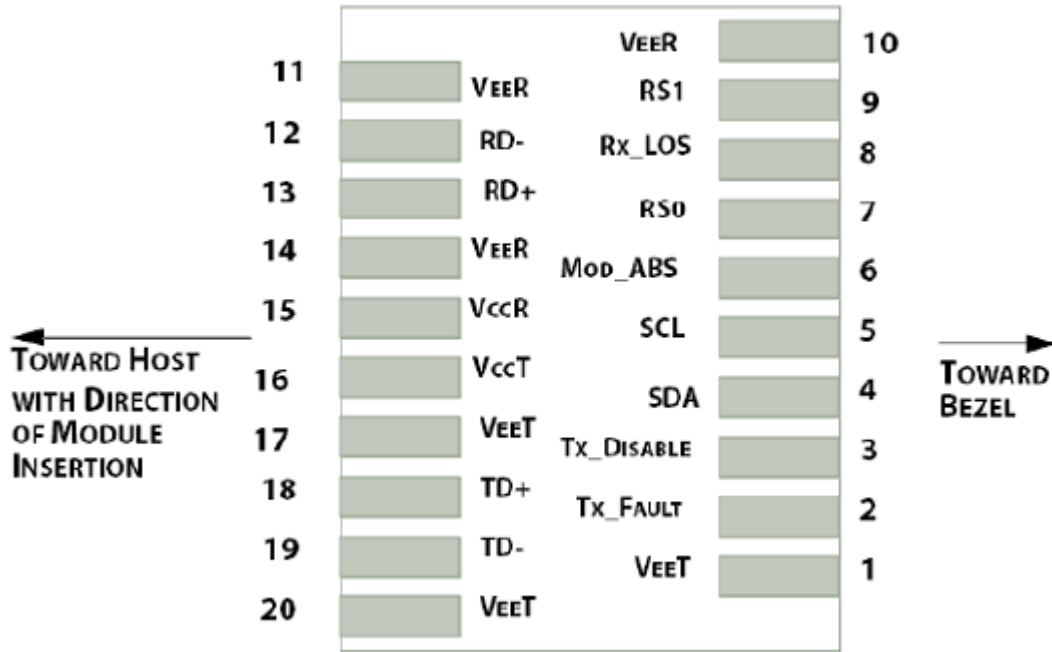 VEER 10
11 VEER
RS1 9
12 RD-
Rx_LOS 8
13 RD+
RS0 7
14 VEER
MOD_ABS 6
15 VCCR
SCL 5
TOWARD HOST
WITH DIRECTION
OF MODULE
INSERTION
16 VCCT
TOWARD
BEZEL
SDA 4
17 VEET
TX_DISABLE 3
18 TD+
TX_FAULT 2
19 TD-
VEET 1
20 VEET